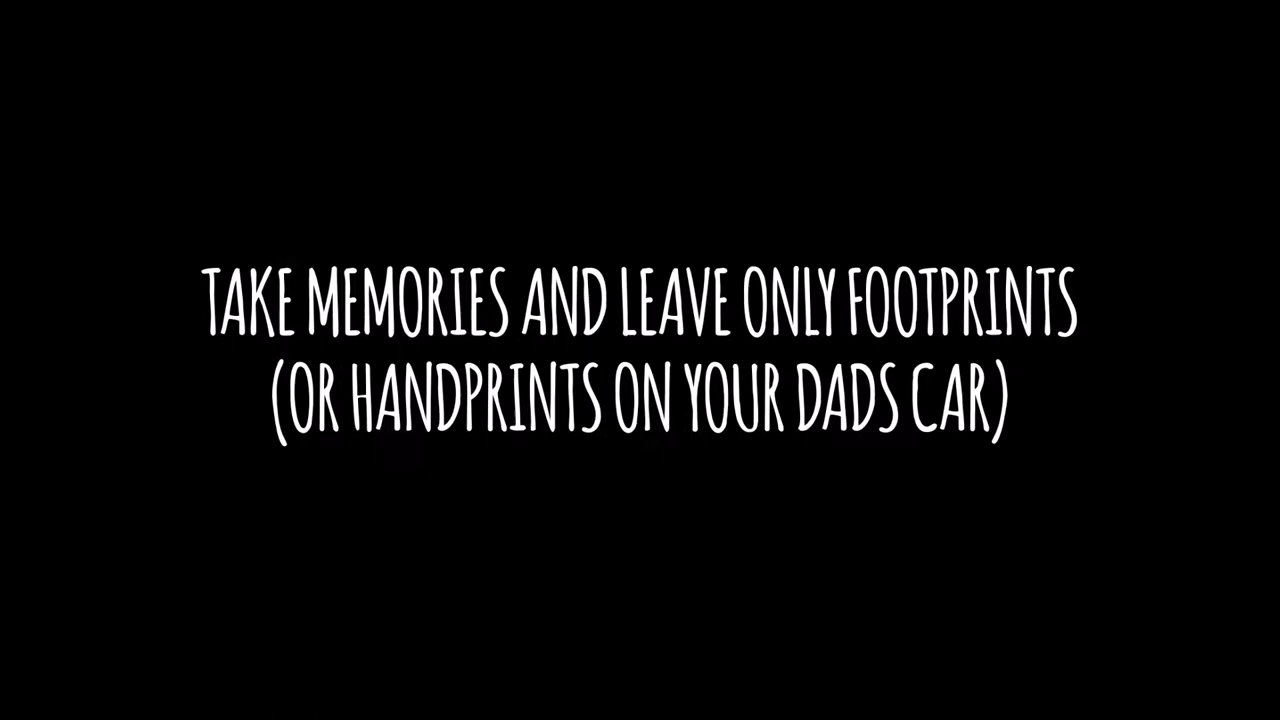 TAKE MEMORIES AND LEAVE ONLY FOOTPRINTS
(OR HANDPRINTS ON YOUR DADS CAR)